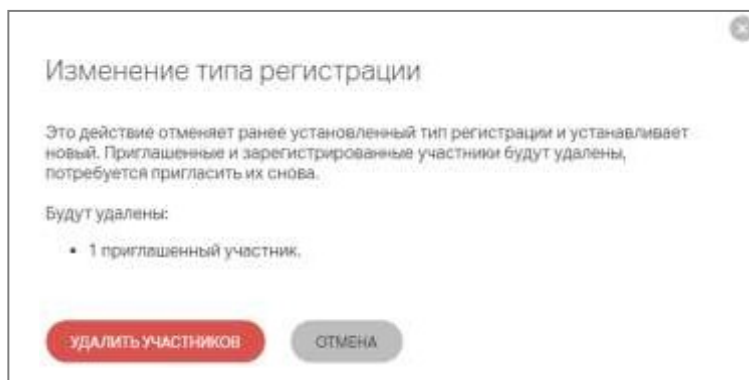 Изменение типа регистрации
Это действие отменяет ранее установленный тип регистрации и устанавливает
новый. Приглашенные и зарегистрированные участники будут удалены,
потребуется пригласить их снова.
Будут удалены:
• 1 приглашенный участник.
УДАЛИТЬ УЧАСТНИКОВ ОТМЕНА